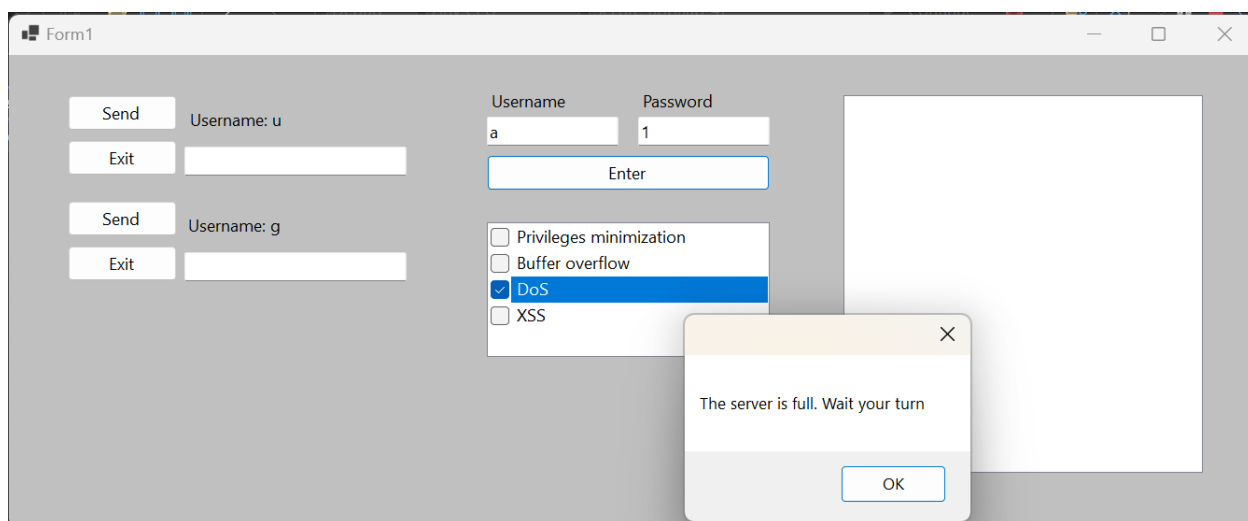 Form1
Send
Username: u
Exit
Send
Username: g
Exit
Username
Password
a
1
Enter
Privileges minimization
Buffer overflow
DoS
XSS
The server is full. Wait your turn
OK